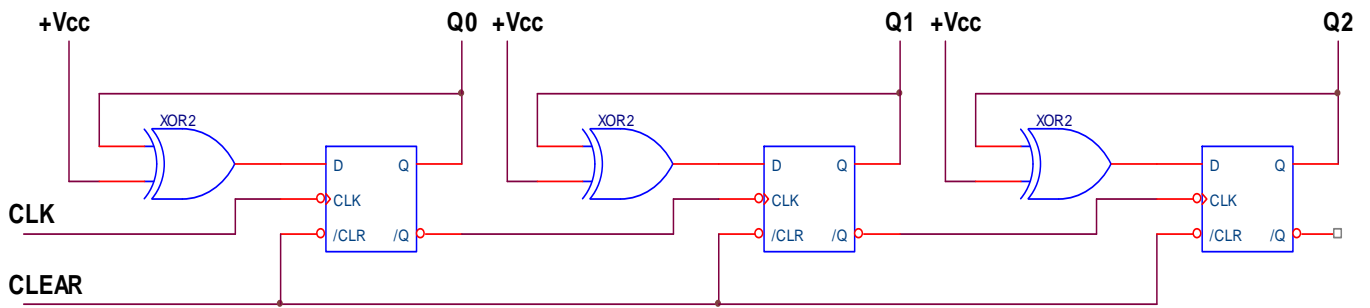 +Vcc Q0 +Vcc Q1 +Vcc Q2
XOR2 XOR2 XOR2
D Q D Q D Q
CLK CLK CLK
CLK
/CLR /Q /CLR /Q /CLR /Q
CLEAR